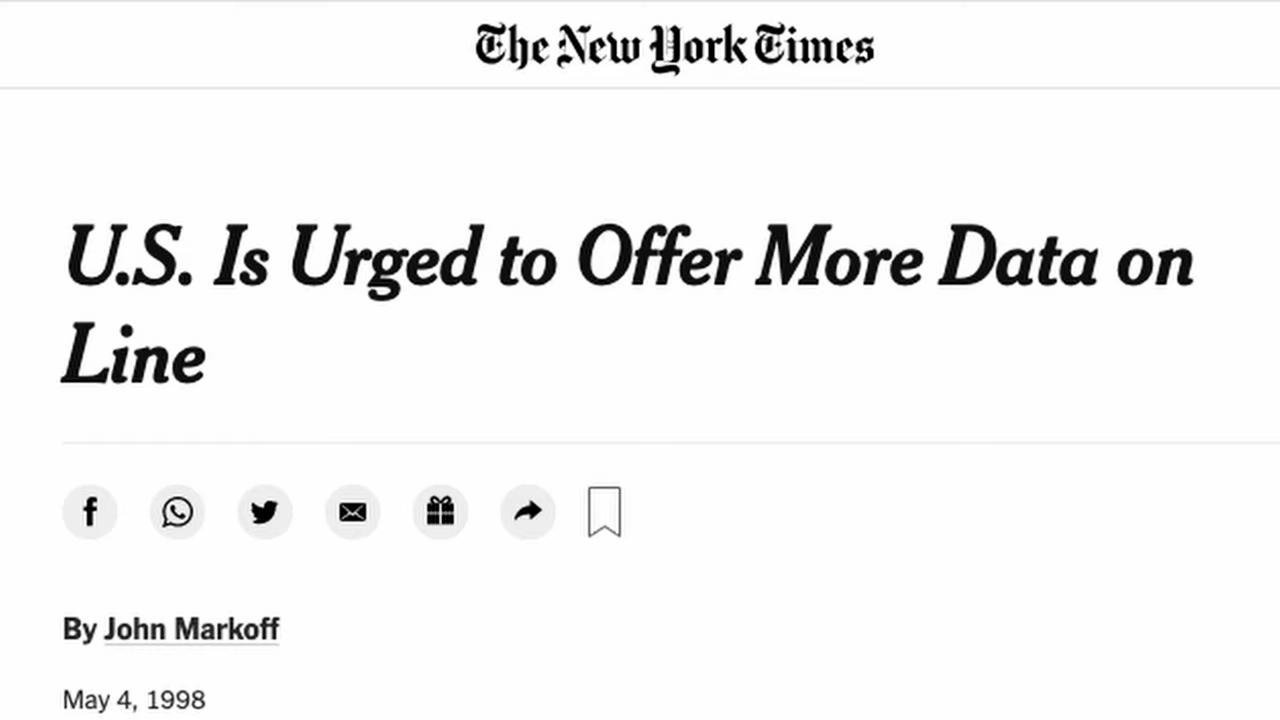 The New York Times
U.S. Is Urged to Offer More Data on
Line
By John Markoff
May 4, 1998